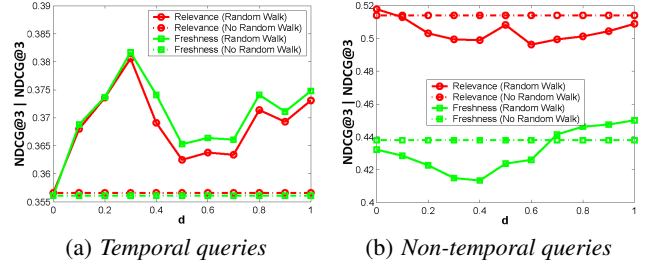 0.39
0.385
0.38
0.375
0.37
0.365
0.36
0.355
NDCG@3 | NDCG@3
Relevance (Random Walk)
Relevance (No Random Walk)
Freshness (Random Walk)
Freshness (No Random Walk)
0 0.2 0.4 0.6 0.8 1
d
(a) Temporal queries
0.52
0.5
0.48
0.46
0.44
0.42
0.4
NDCG@3 | NDCG@3
Relevance (Random Walk)
Relevance (No Random Walk)
Freshness (Random Walk)
Freshness (No Random Walk)
0 0.2 0.4 0.6 0.8 1
d
(b) Non-temporal queries